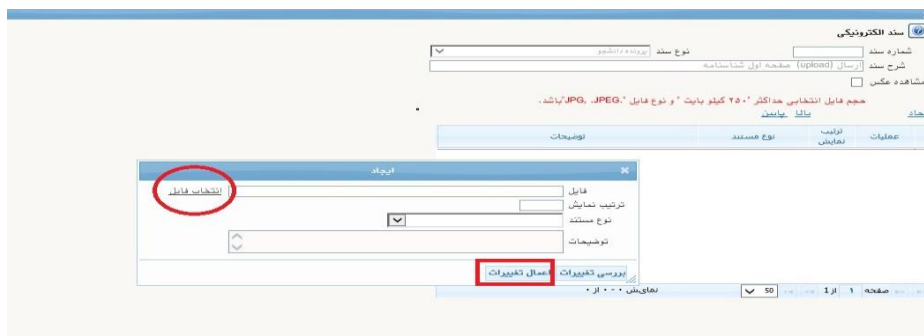 سند الکترونیکی
شماره سند نوع سند پرونده دانشجو
شرح سند ارسال (upload) صفحه اول شناسنامه
مشاهده عکس
حجم فایل انتخابی حداکثر "۲۵۰ کیلو بایت " و نوع فایل ".JPG, .JPEG"باشد.
بالا پایین
عملیات ترتیب نمایش نوع مستند توضیحات
ایجاد
فایل انتخاب فایل
ترتیب نمایش
نوع مستند
توضیحات
بررسی تغییرات اعمال تغییرات
صفحه ۱ از 1 50 نمایش ۰ - ۰ از ۰